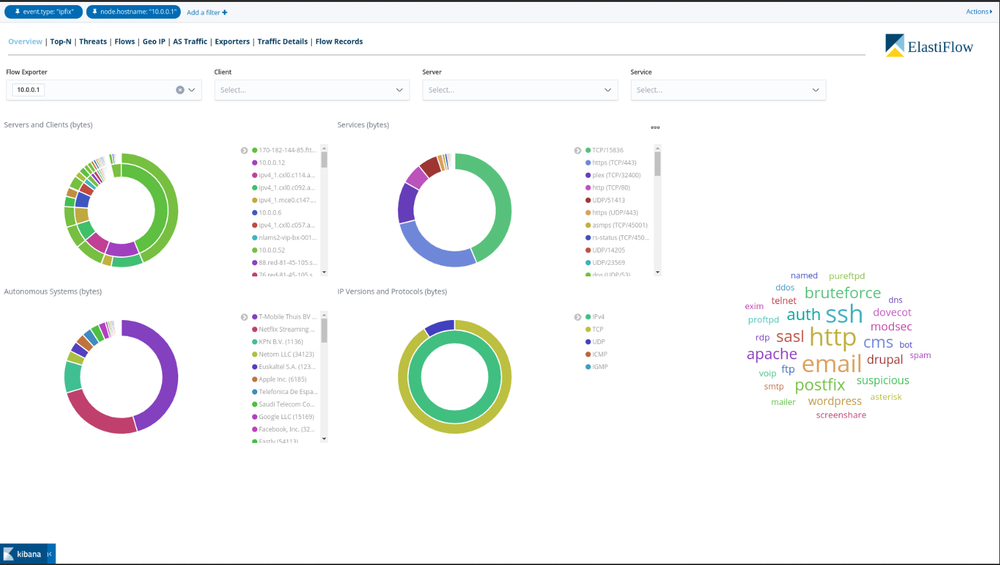 event.type: "ipfix" node.hostname: "10.0.0.1" Add a filter + Actions
Overview | Top-N | Threats | Flows | Geo IP | AS Traffic | Exporters | Traffic Details | Flow Records
ElastiFlow
Flow Exporter Client Server Service
10.0.0.1 Select... Select... Select...
Servers and Clients (bytes)
170-182-144-85.ftt...
10.0.0.12
ipv4_1.cxl0.c114.a...
ipv4_1.cxl0.c092.a...
ipv4_1.mce0.c147....
10.0.0.6
ipv4_1.cxl0.c057.a...
nlams2-vip-bx-001...
10.0.0.52
88.red-81-45-105.s...
76.red-81-45-105.s...
Services (bytes)
TCP/15836
https (TCP/443)
plex (TCP/32400)
http (TCP/80)
UDP/51413
https (UDP/443)
asmps (TCP/45001)
rs-status (TCP/450...
UDP/14205
UDP/23569
dns (UDP/53)
Autonomous Systems (bytes)
T-Mobile Thuis BV ...
Netflix Streaming ...
KPN B.V. (1136)
Netorn LLC (34123)
Euskaltel S.A. (123...
Apple Inc. (6185)
Telefonica De Espa...
Saudi Telecom Co...
Google LLC (15169)
Facebook, Inc. (32...
Fastly (54113)
IP Versions and Protocols (bytes)
IPv4
TCP
UDP
ICMP
IGMP
named pureftpd
ddos bruteforce
exim telnet dns
proftpd auth ssh dovecot
modsec
rdp sasl http cms bot
apache email drupal spam
voip ftp
smtp postfix suspicious
mailer wordpress asterisk
screenshare
kibana